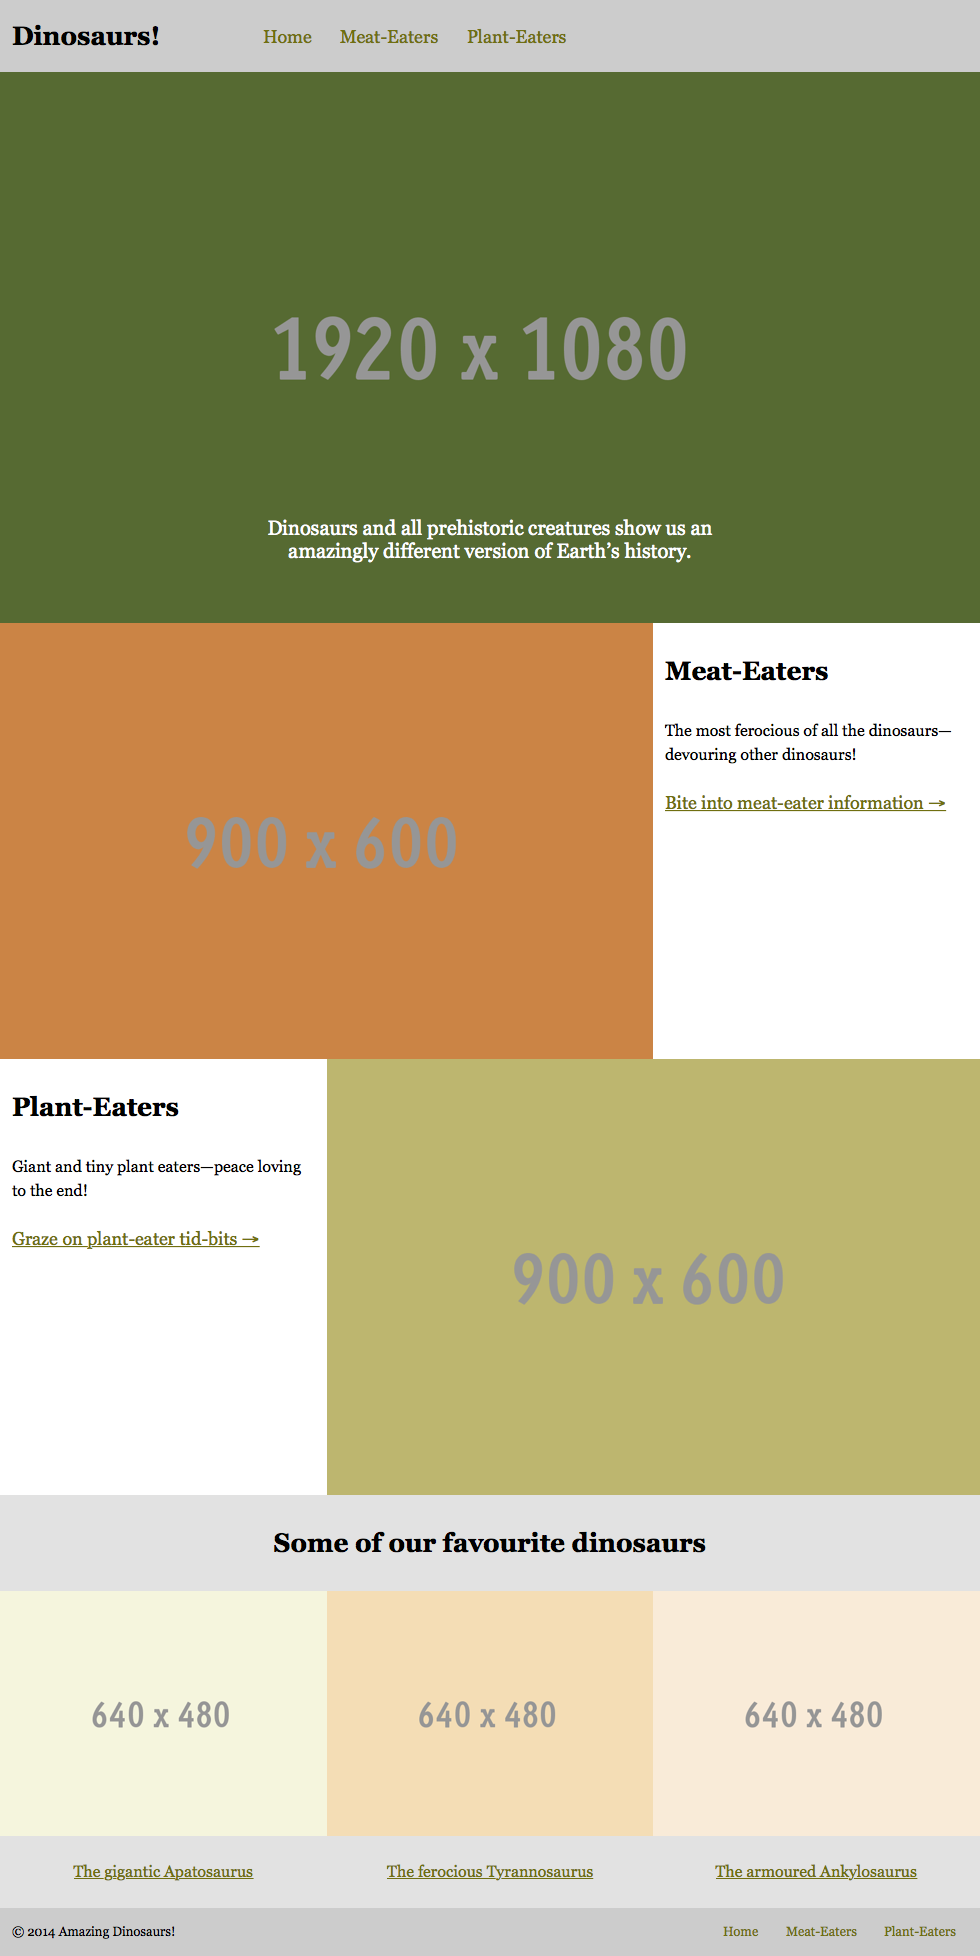 Dinosaurs!
Home Meat-Eaters Plant-Eaters
1920 x 1080
Dinosaurs and all prehistoric creatures show us an
amazingly different version of Earth’s history.
900 x 600
Meat-Eaters
The most ferocious of all the dinosaurs—
devouring other dinosaurs!
Bite into meat-eater information →
Plant-Eaters
Giant and tiny plant eaters—peace loving
to the end!
Graze on plant-eater tid-bits →
900 x 600
Some of our favourite dinosaurs
640 x 480
640 x 480
640 x 480
The gigantic Apatosaurus
The ferocious Tyrannosaurus
The armoured Ankylosaurus
© 2014 Amazing Dinosaurs!
Home Meat-Eaters Plant-Eaters